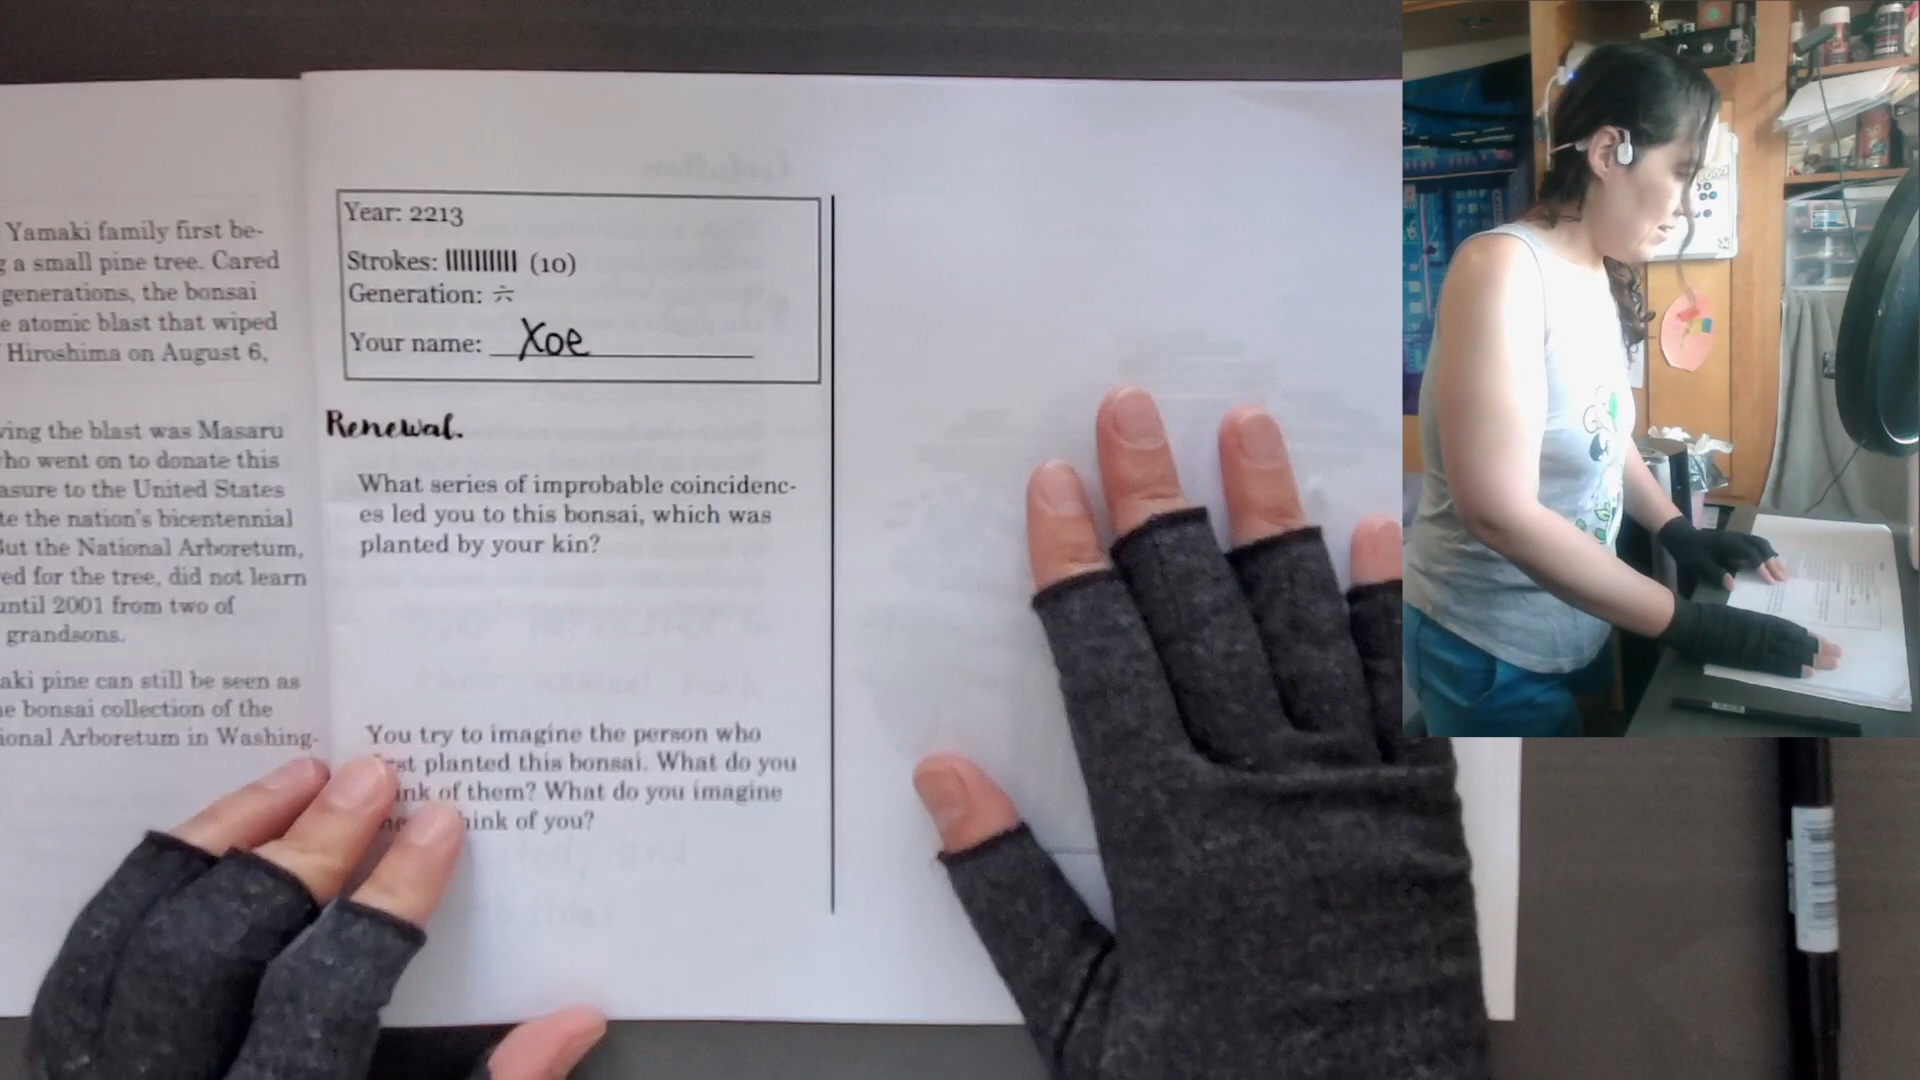 Yamaki family first be-
a small pine tree. Cared
generations, the bonsai
atomic blast that wiped
Hiroshima on August 6,
ving the blast was Masaru
who went on to donate this
asure to the United States
te the nation's bicentennial
But the National Arboretum,
ed for the tree, did not learn
until 2001 from two of
grandsons.
aki pine can still be seen as
e bonsai collection of the
ional Arboretum in Washing-
Year: 2213
Strokes: |||||||||| (10)
Generation: 六
Your name: Xoe
Renewal.
What series of improbable coincidenc-
es led you to this bonsai, which was
planted by your kin?
You try to imagine the person who
st planted this bonsai. What do you
ink of them? What do you imagine
hink of you?